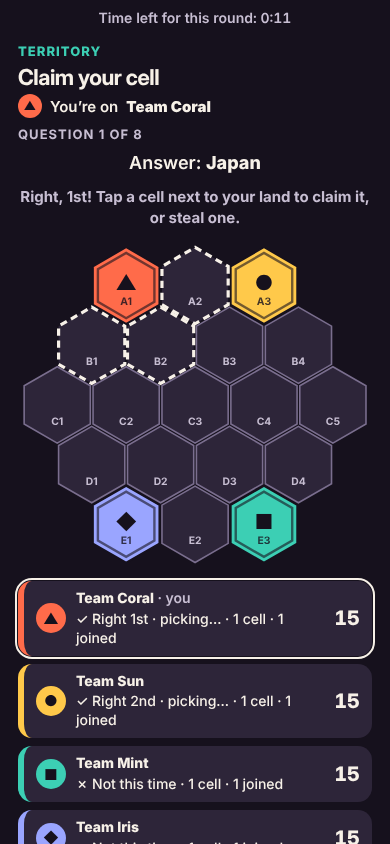 Time left for this round: 0:11
TERRITORY
Claim your cell
You're on Team Coral
QUESTION 1 OF 8
Answer: Japan
Right, 1st! Tap a cell next to your land to claim it,
or steal one.
A1 A2 A3
B1 B2 B3 B4
C1 C2 C3 C4 C5
D1 D2 D3 D4
E1 E2 E3
Team Coral · you
✓ Right 1st · picking… · 1 cell · 1
joined
15
Team Sun
✓ Right 2nd · picking… · 1 cell · 1
joined
15
Team Mint
× Not this time · 1 cell · 1 joined
15
Team Iris
15